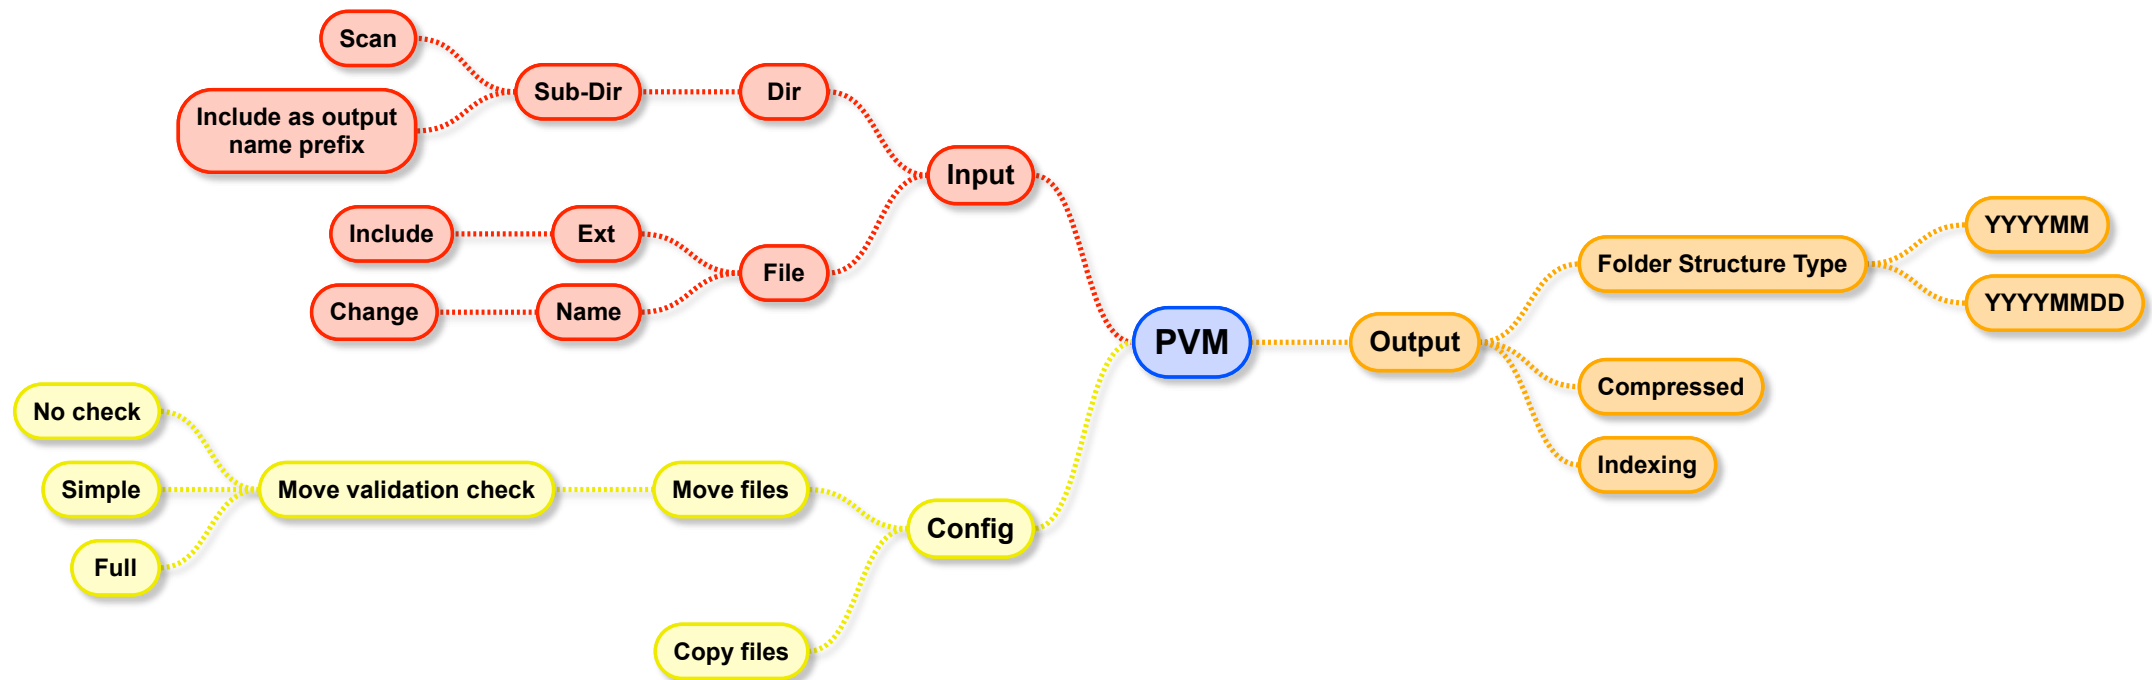 Scan
Sub-Dir
Dir
Include as output
name prefix
Input
Include
Ext
File
Change
Name
PVM
Output
Folder Structure Type
YYYYMM
YYYYMMDD
Compressed
Indexing
No check
Simple
Full
Move validation check
Move files
Config
Copy files